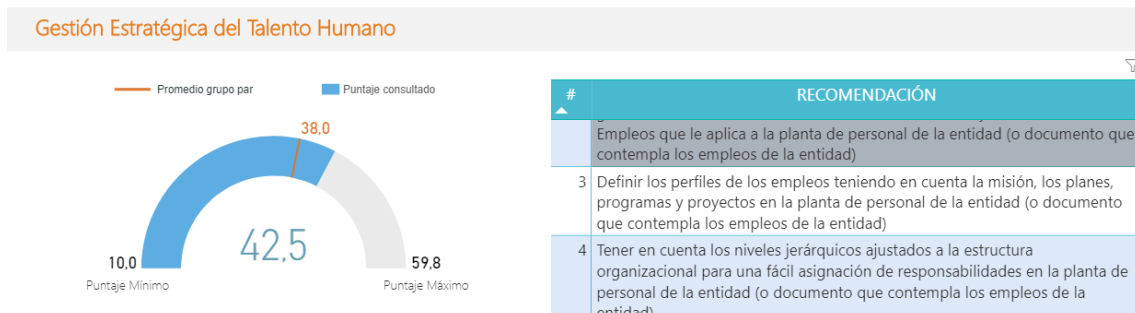 Gestión Estratégica del Talento Humano
Promedio grupo par
Puntaje consultado
38,0
42,5
10,0
Puntaje Mínimo
59,8
Puntaje Máximo
#
RECOMENDACIÓN
Empleos que le aplica a la planta de personal de la entidad (o documento que
contempla los empleos de la entidad)
3 Definir los perfiles de los empleos teniendo en cuenta la misión, los planes,
programas y proyectos en la planta de personal de la entidad (o documento
que contempla los empleos de la entidad)
4 Tener en cuenta los niveles jerárquicos ajustados a la estructura
organizacional para una fácil asignación de responsabilidades en la planta de
personal de la entidad (o documento que contempla los empleos de la
entidad)